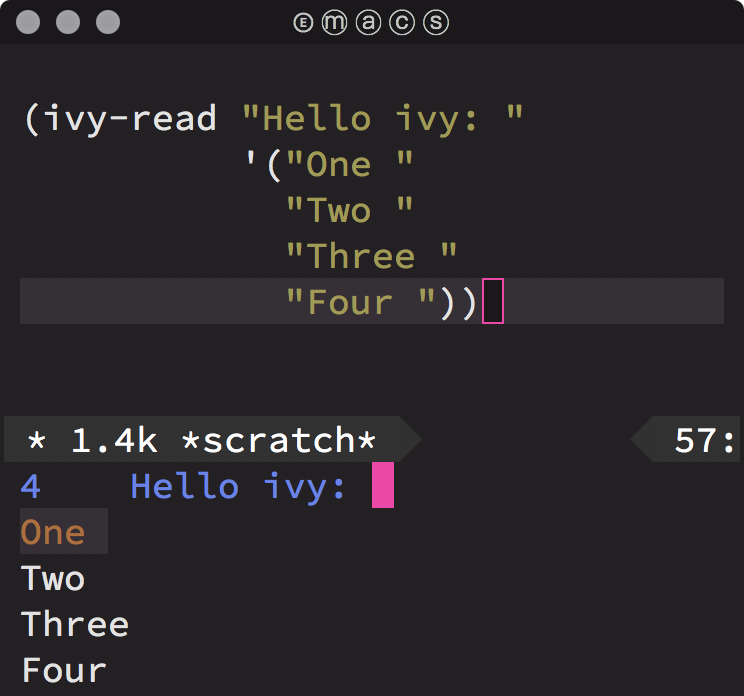 Ⓔⓜⓐⓒⓢ
(ivy-read "Hello ivy: "
'("One "
"Two "
"Three "
"Four "))
* 1.4k *scratch* 57:
4 Hello ivy:
One
Two
Three
Four